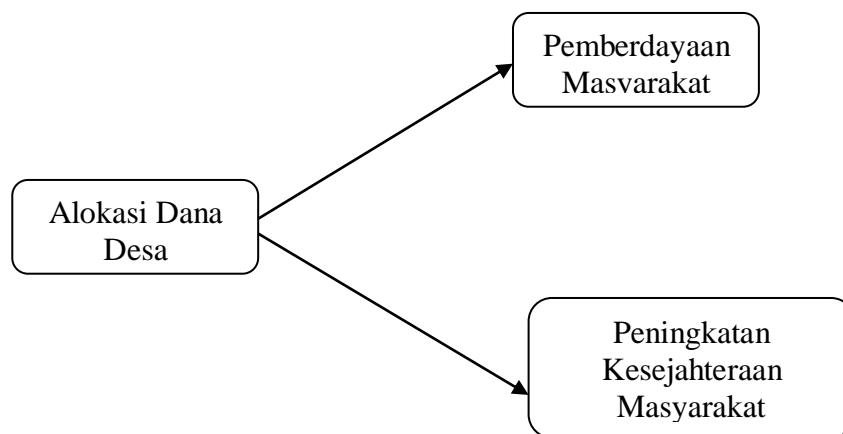 Pemberdayaan
Masvarakat
Alokasi Dana
Desa
Peningkatan
Kesejahteraan
Masyarakat